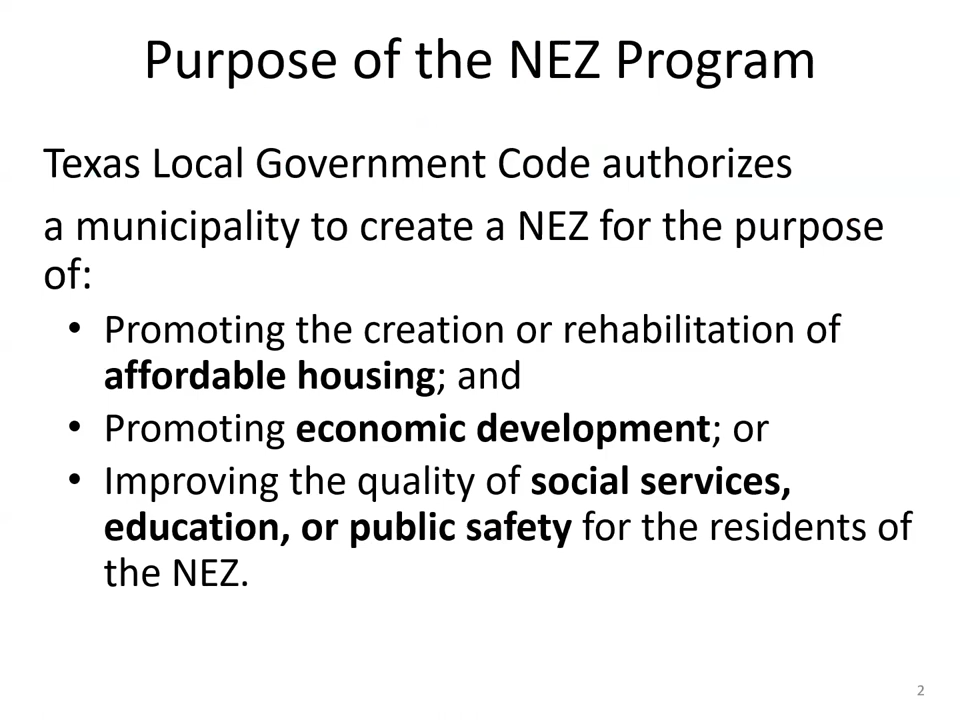 Purpose of the NEZ Program
Texas Local Government Code authorizes
a municipality to create a NEZ for the purpose
of:
• Promoting the creation or rehabilitation of
affordable housing; and
• Promoting economic development; or
• Improving the quality of social services,
education, or public safety for the residents of
the NEZ.
2